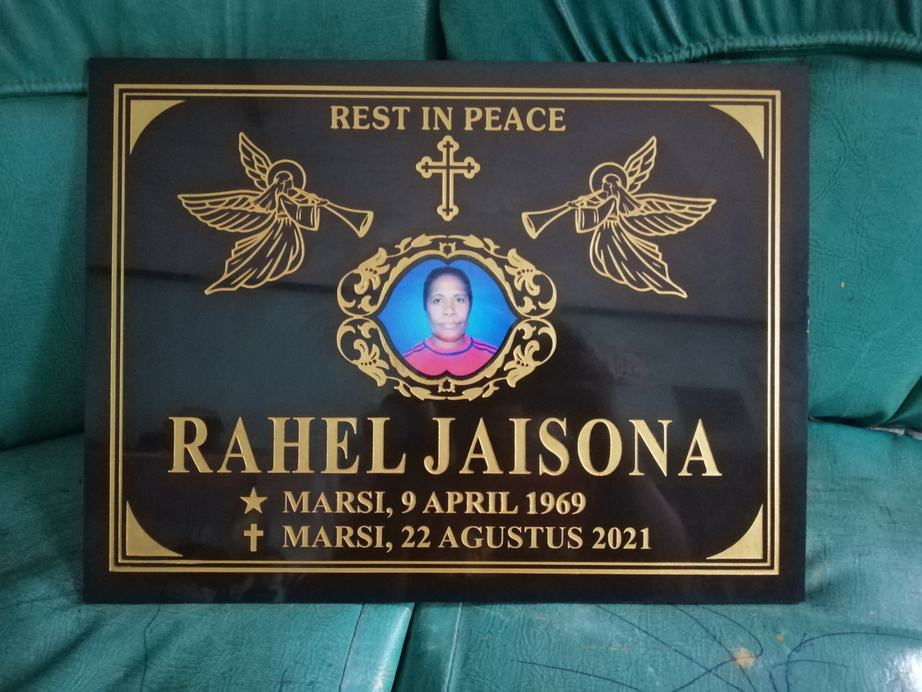 REST IN PEACE
RAHEL JAISONA
MARSI, 9 APRIL 1969
MARSI, 22 AGUSTUS 2021